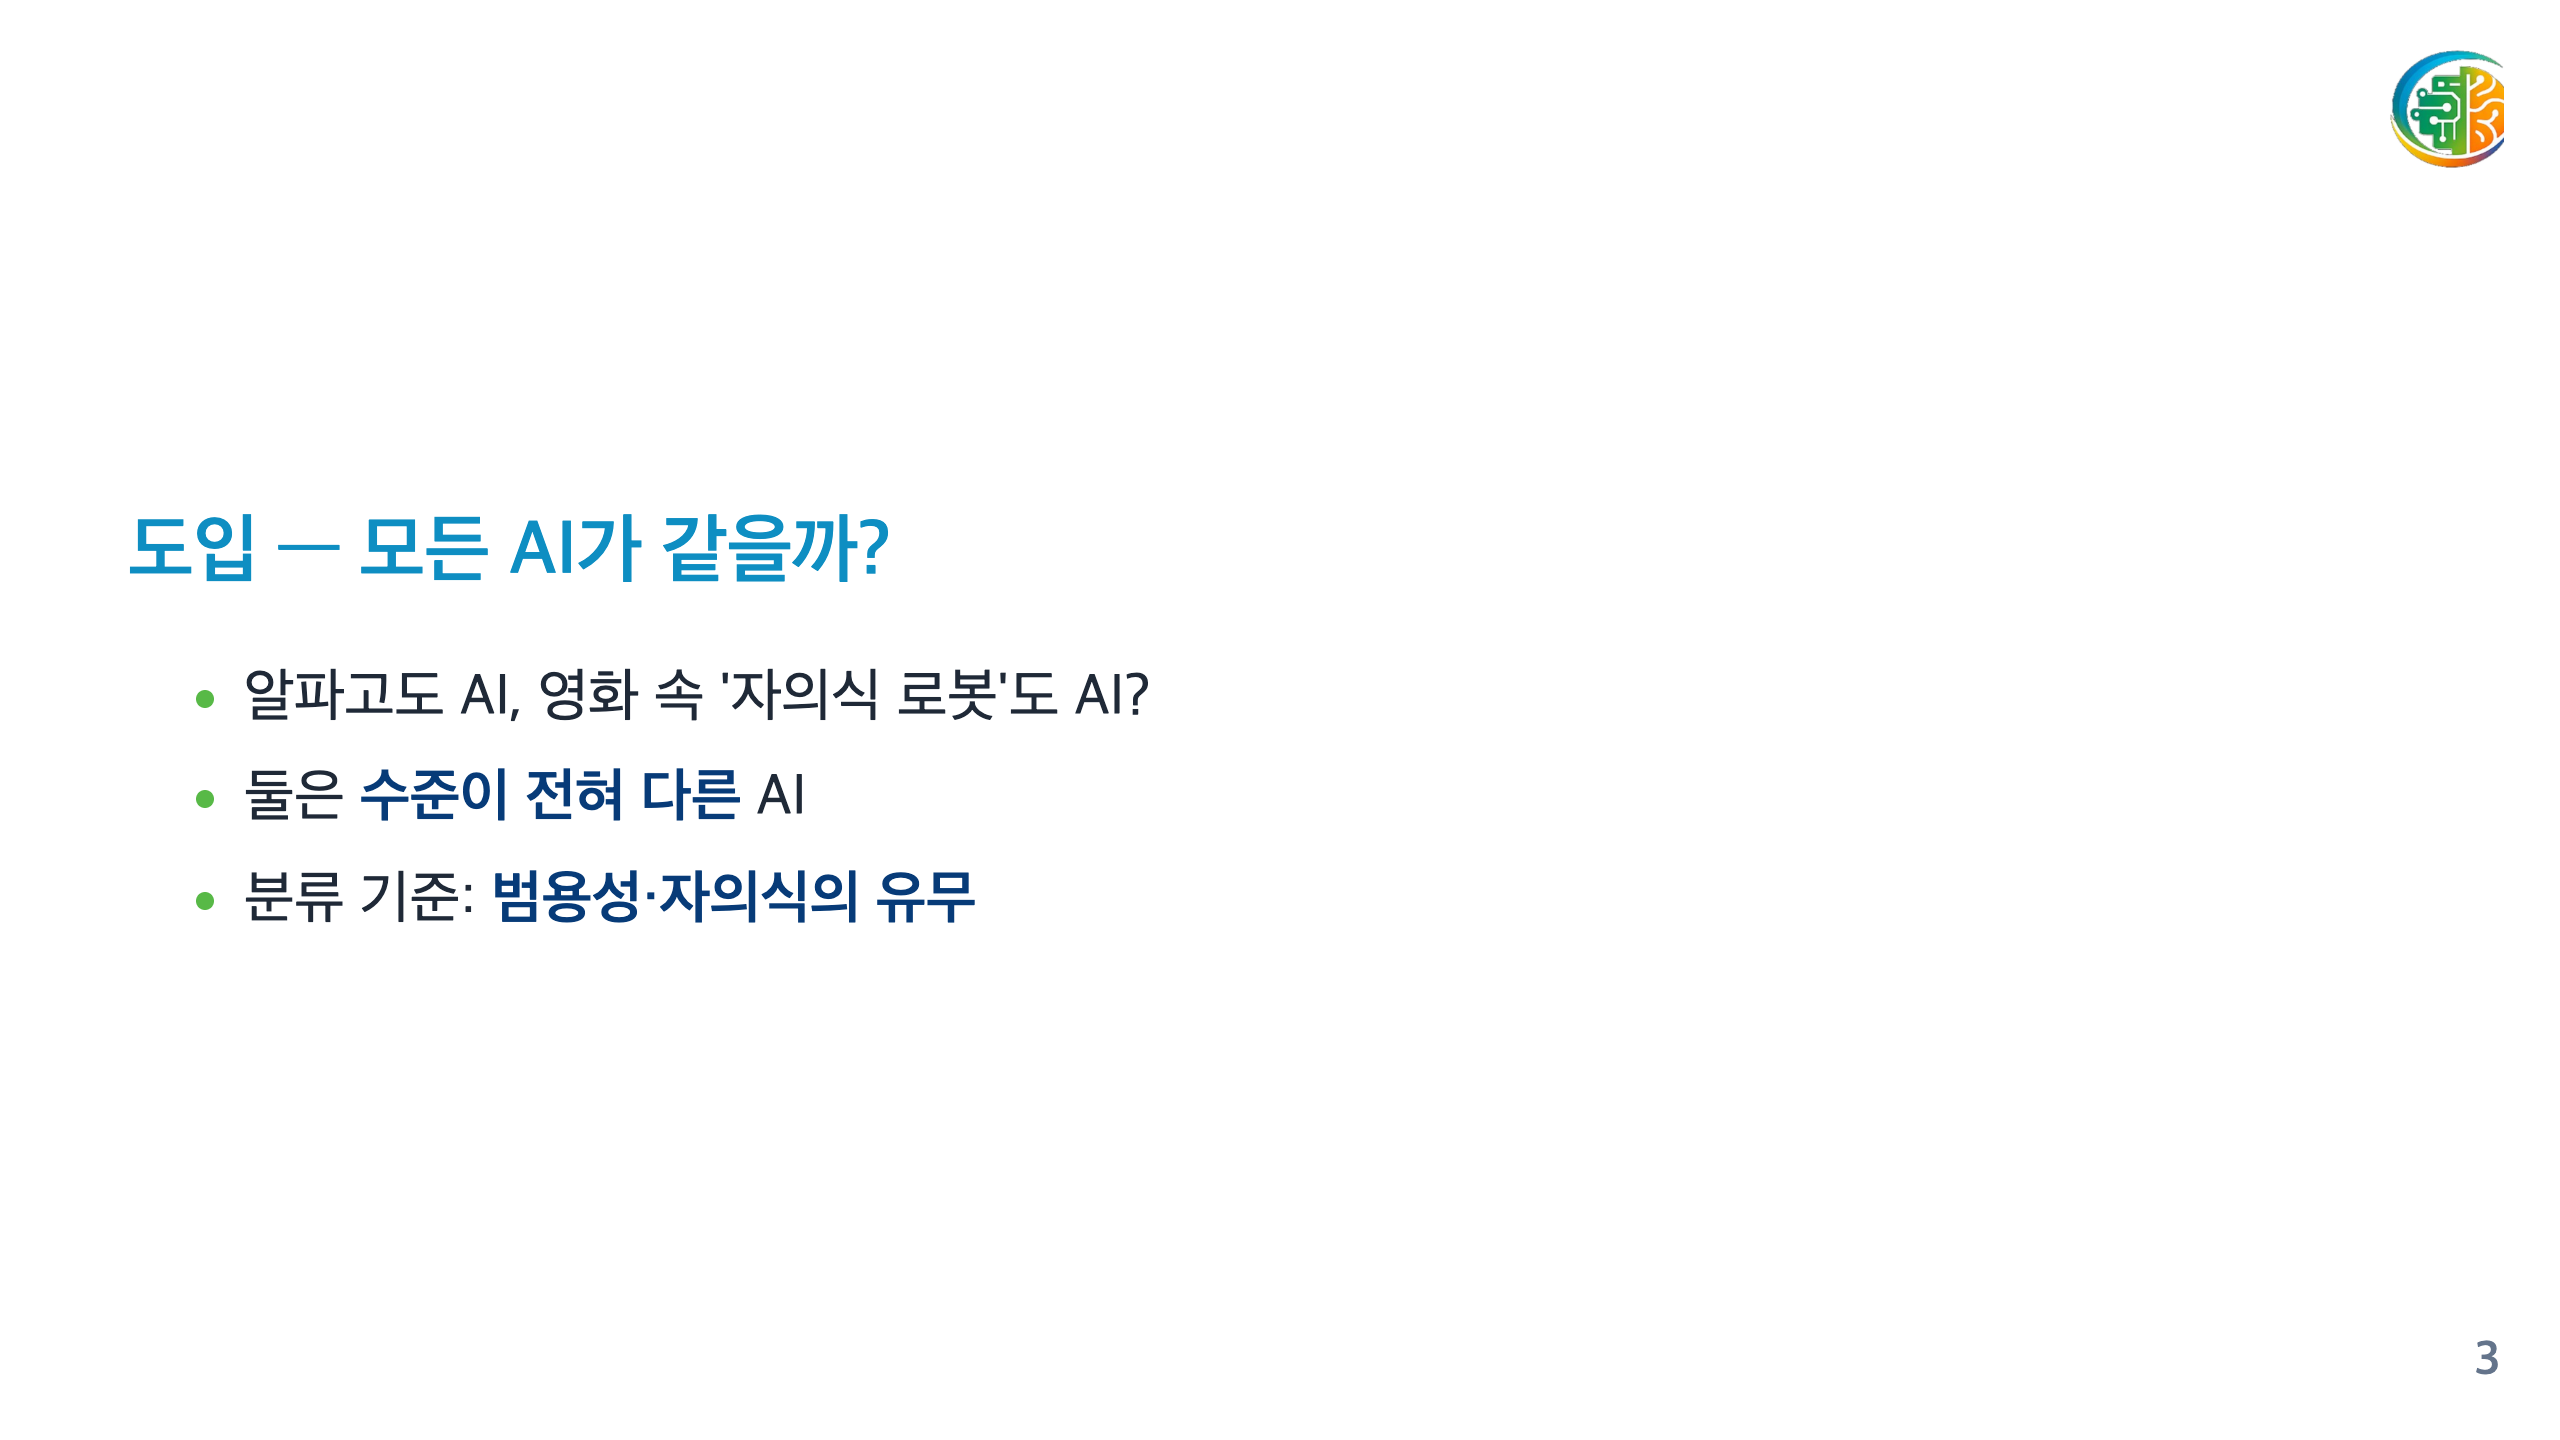 도입 — 모든 AI가 같을까?
알파고도 AI, 영화 속 '자의식 로봇'도 AI?
둘은 수준이 전혀 다른 AI
분류 기준: 범용성·자의식의 유무
3